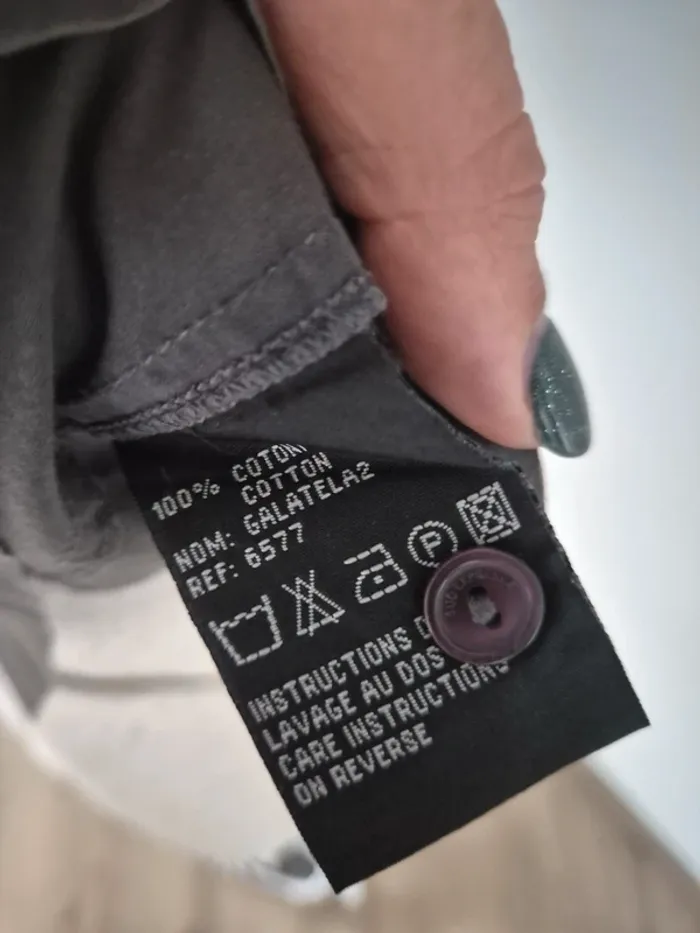 100% COTON
COTTON
NOM: GALATELA2
REF: 6577
P
INSTRUCTIONS
LAVAGE AU DOS
CARE INSTRUCTIONS
ON REVERSE